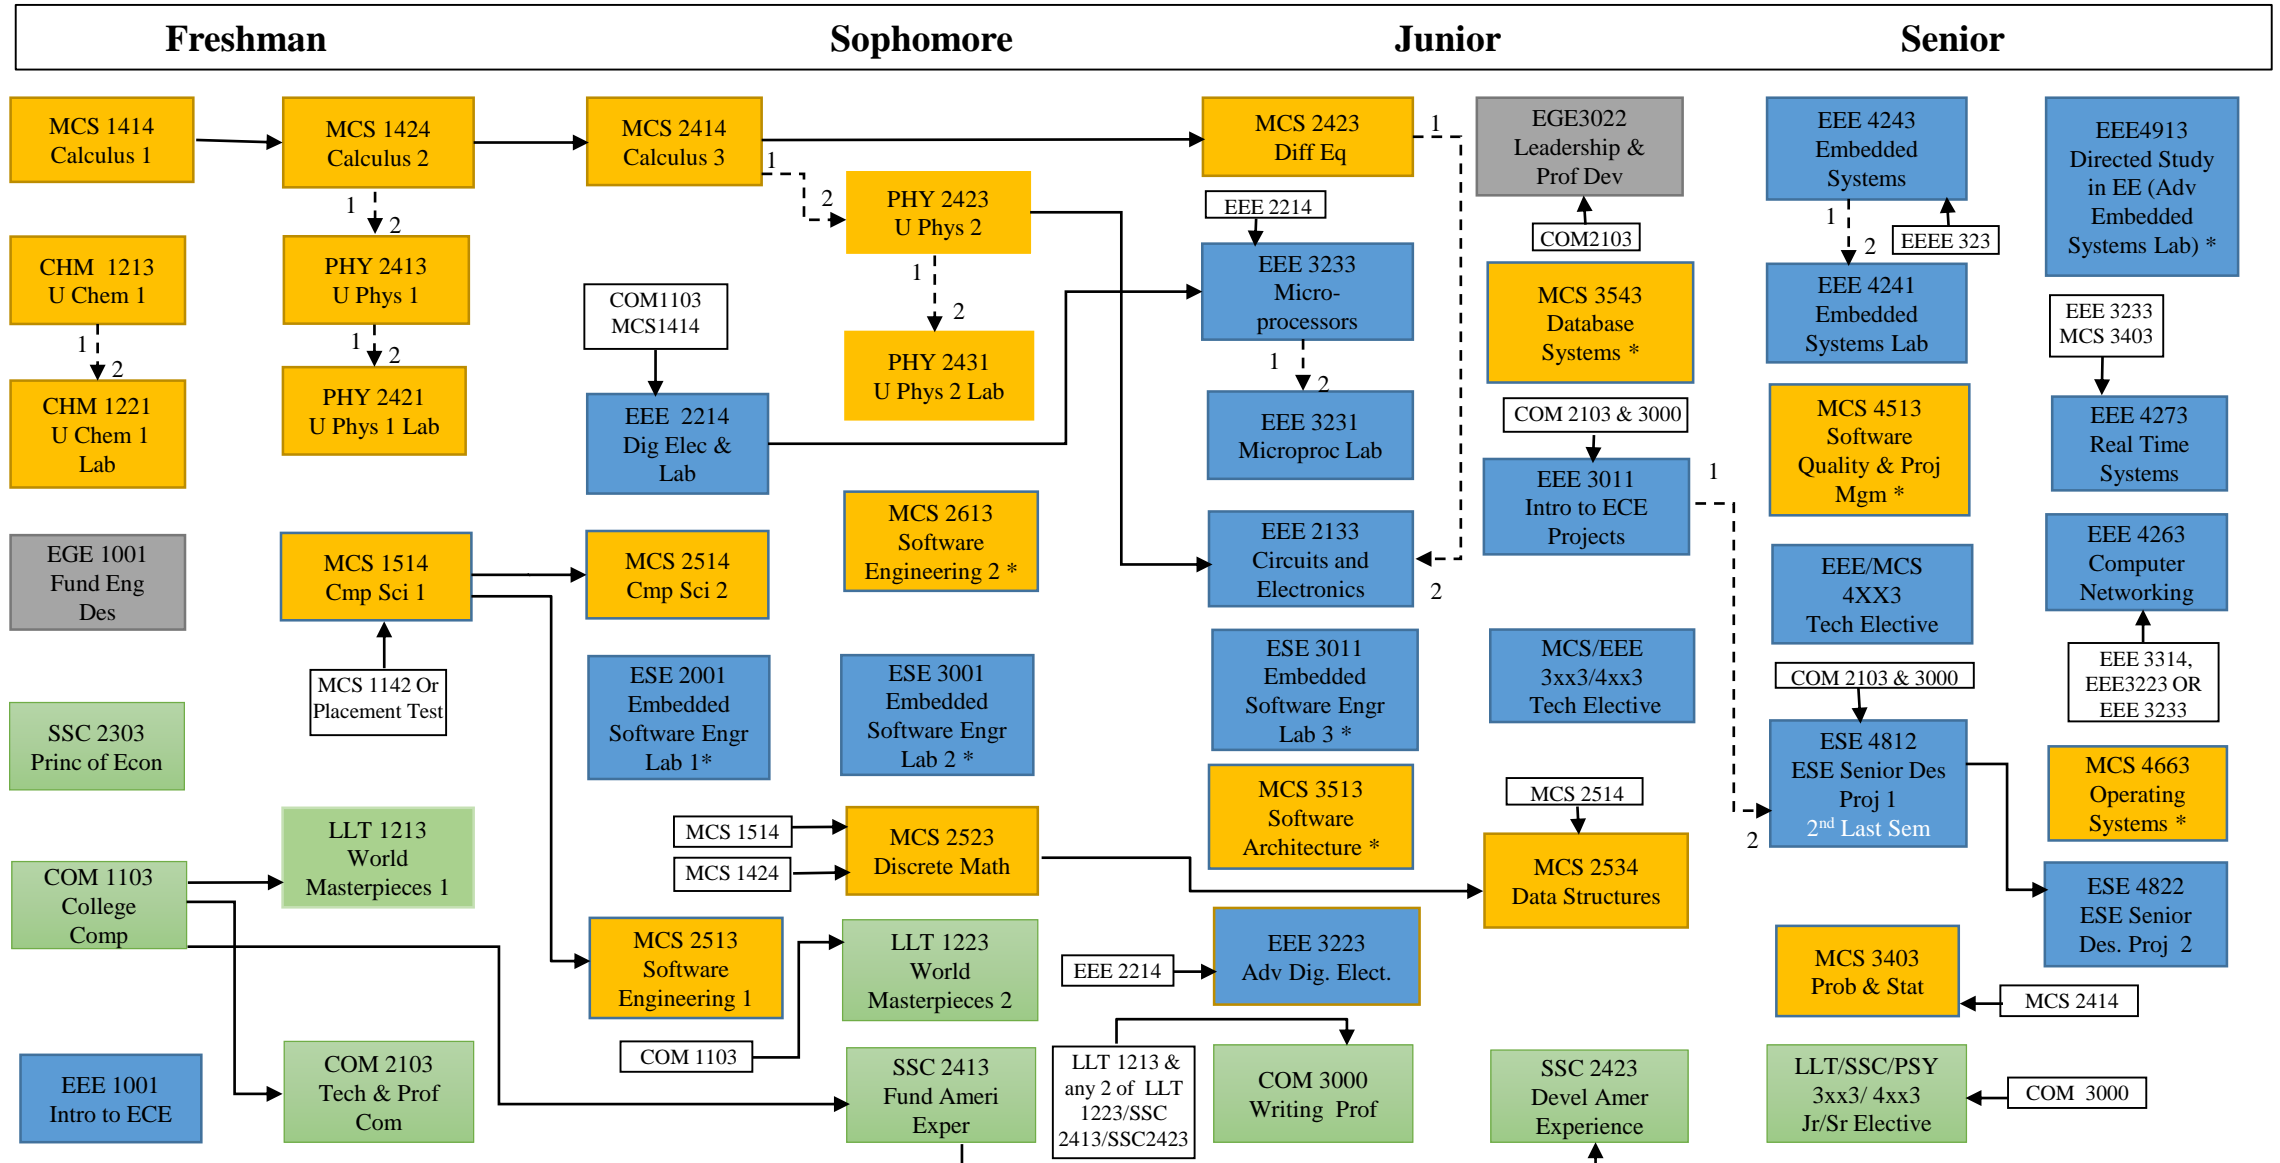 Freshman
Sophomore
Junior
Senior
MCS 1414
Calculus 1
CHM 1213
U Chem 1
1
2
CHM 1221
U Chem 1
Lab
EGE 1001
Fund Eng
Des
SSC 2303
Princ of Econ
COM 1103
College
Comp
EEE 1001
Intro to ECE
MCS 1424
Calculus 2
1
2
PHY 2413
U Phys 1
1
2
PHY 2421
U Phys 1 Lab
MCS 1514
Cmp Sci 1
MCS 1142 Or
Placement Test
LLT 1213
World
Masterpieces 1
COM 2103
Tech & Prof
Com
MCS 2414
Calculus 3
1
2
COM1103
MCS1414
EEE 2214
Dig Elec &
Lab
MCS 2514
Cmp Sci 2
ESE 2001
Embedded
Software Engr
Lab 1*
MCS 1514
MCS 1424
MCS 2513
Software
Engineering 1
COM 1103
PHY 2423
U Phys 2
1
2
PHY 2431
U Phys 2 Lab
MCS 2613
Software
Engineering 2 *
ESE 3001
Embedded
Software Engr
Lab 2 *
MCS 2523
Discrete Math
LLT 1223
World
Masterpieces 2
SSC 2413
Fund Ameri
Exper
MCS 2423
Diff Eq
1
2
EEE 2214
EEE 3233
Micro-
processors
1
2
EEE 3231
Microproc Lab
EEE 2133
Circuits and
Electronics
ESE 3011
Embedded
Software Engr
Lab 3 *
MCS 3513
Software
Architecture *
EEE 2214
EEE 3223
Adv Dig. Elect.
LLT 1213 &
any 2 of LLT
1223/SSC
2413/SSC2423
COM 3000
Writing Prof
EGE3022
Leadership &
Prof Dev
COM2103
MCS 3543
Database
Systems *
COM 2103 & 3000
EEE 3011
Intro to ECE
Projects
1
2
MCS/EEE
3xx3/4xx3
Tech Elective
MCS 2514
MCS 2534
Data Structures
SSC 2423
Devel Amer
Experience
EEE 4243
Embedded
Systems
1
2
EEEE 323
EEE 4241
Embedded
Systems Lab
MCS 4513
Software
Quality & Proj
Mgm *
EEE/MCS
4XX3
Tech Elective
COM 2103 & 3000
ESE 4812
ESE Senior Des
Proj 1
2nd Last Sem
MCS 3403
Prob & Stat
MCS 2414
LLT/SSC/PSY
3xx3/ 4xx3
Jr/Sr Elective
COM 3000
EEE4913
Directed Study
in EE (Adv
Embedded
Systems Lab) *
EEE 3233
MCS 3403
EEE 4273
Real Time
Systems
EEE 4263
Computer
Networking
EEE 3314,
EEE3223 OR
EEE 3233
MCS 4663
Operating
Systems *
ESE 4822
ESE Senior
Des. Proj 2